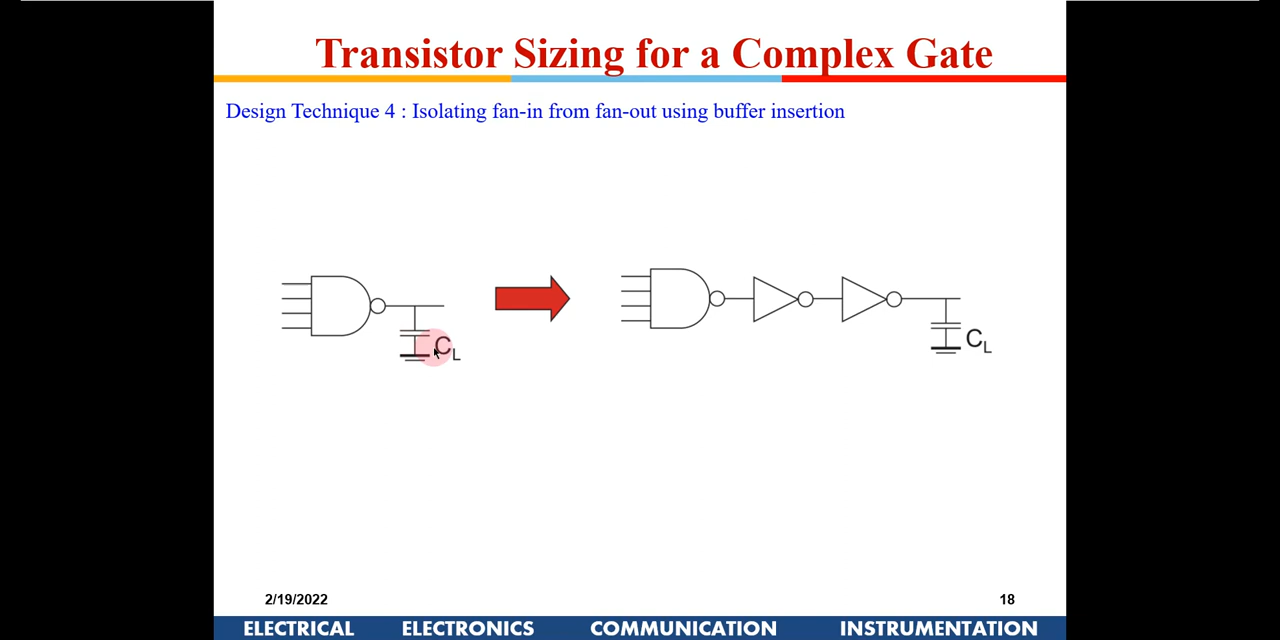 Transistor Sizing for a Complex Gate
Design Technique 4 : Isolating fan-in from fan-out using buffer insertion
CL
CL
2/19/2022
18
ELECTRICAL ELECTRONICS COMMUNICATION INSTRUMENTATION